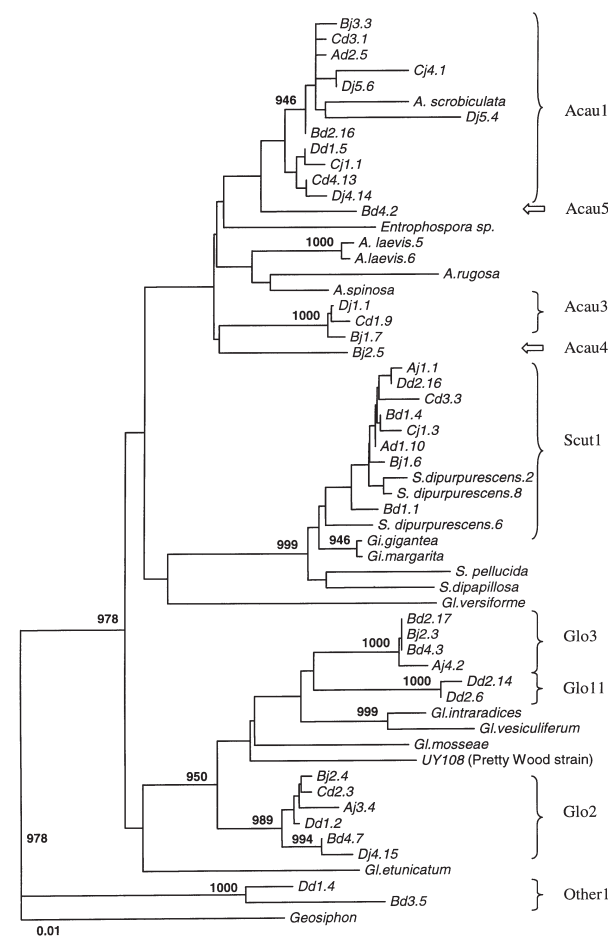 Bj3.3
Cd3.1
Ad2.5
Cj4.1
Dj5.6
946
A. scrobiculata
Acau1
Dj5.4
Bd2.16
Dd1.5
Cj1.1
Cd4.13
Dj4.14
Bd4.2
Acau5
Entrophospora sp.
1000
A. laevis.5
A.laevis.6
A.rugosa
A.spinosa
Dj1.1
Acau3
1000
Cd1.9
Bj1.7
Bj2.5
Acau4
Aj1.1
Dd2.16
Cd3.3
Bd1.4
Cj1.3
Scut1
Ad1.10
Bj1.6
S.dipurpurescens.2
S. dipurpurescens.8
Bd1.1
S. dipurpurescens.6
999
946
Gi.gigantea
Gi.margarita
S. pellucida
S.dipapillosa
Gl.versiforme
978
Bd2.17
Bj2.3
Glo3
1000
Bd4.3
Aj4.2
1000
Dd2.14
Glo11
Dd2.6
999
Gl.intraradices
Gl.vesiculiferum
Gl.mosseae
UY108 (Pretty Wood strain)
950
Bj2.4
Cd2.3
Aj3.4
Glo2
989
Dd1.2
994
Bd4.7
978
Dj4.15
Gl.etunicatum
1000
Dd1.4
Other1
Bd3.5
Geosiphon
0.01